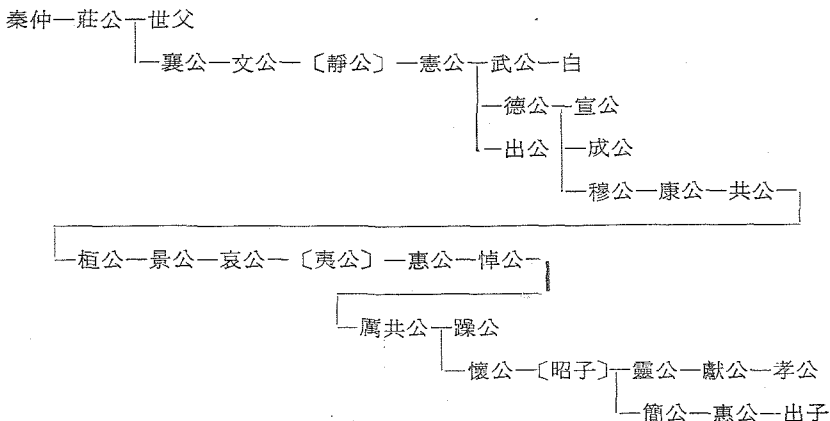 秦仲—莊公—世父
襄公—文公—〔靜公〕—憲公—武公—白
德公—宣公
出公 成公
穆公—康公—共公
桓公—景公—哀公—〔夷公〕—惠公—悼公
厲共公—躁公
懷公—〔昭子〕—靈公—獻公—孝公
簡公—惠公—出子